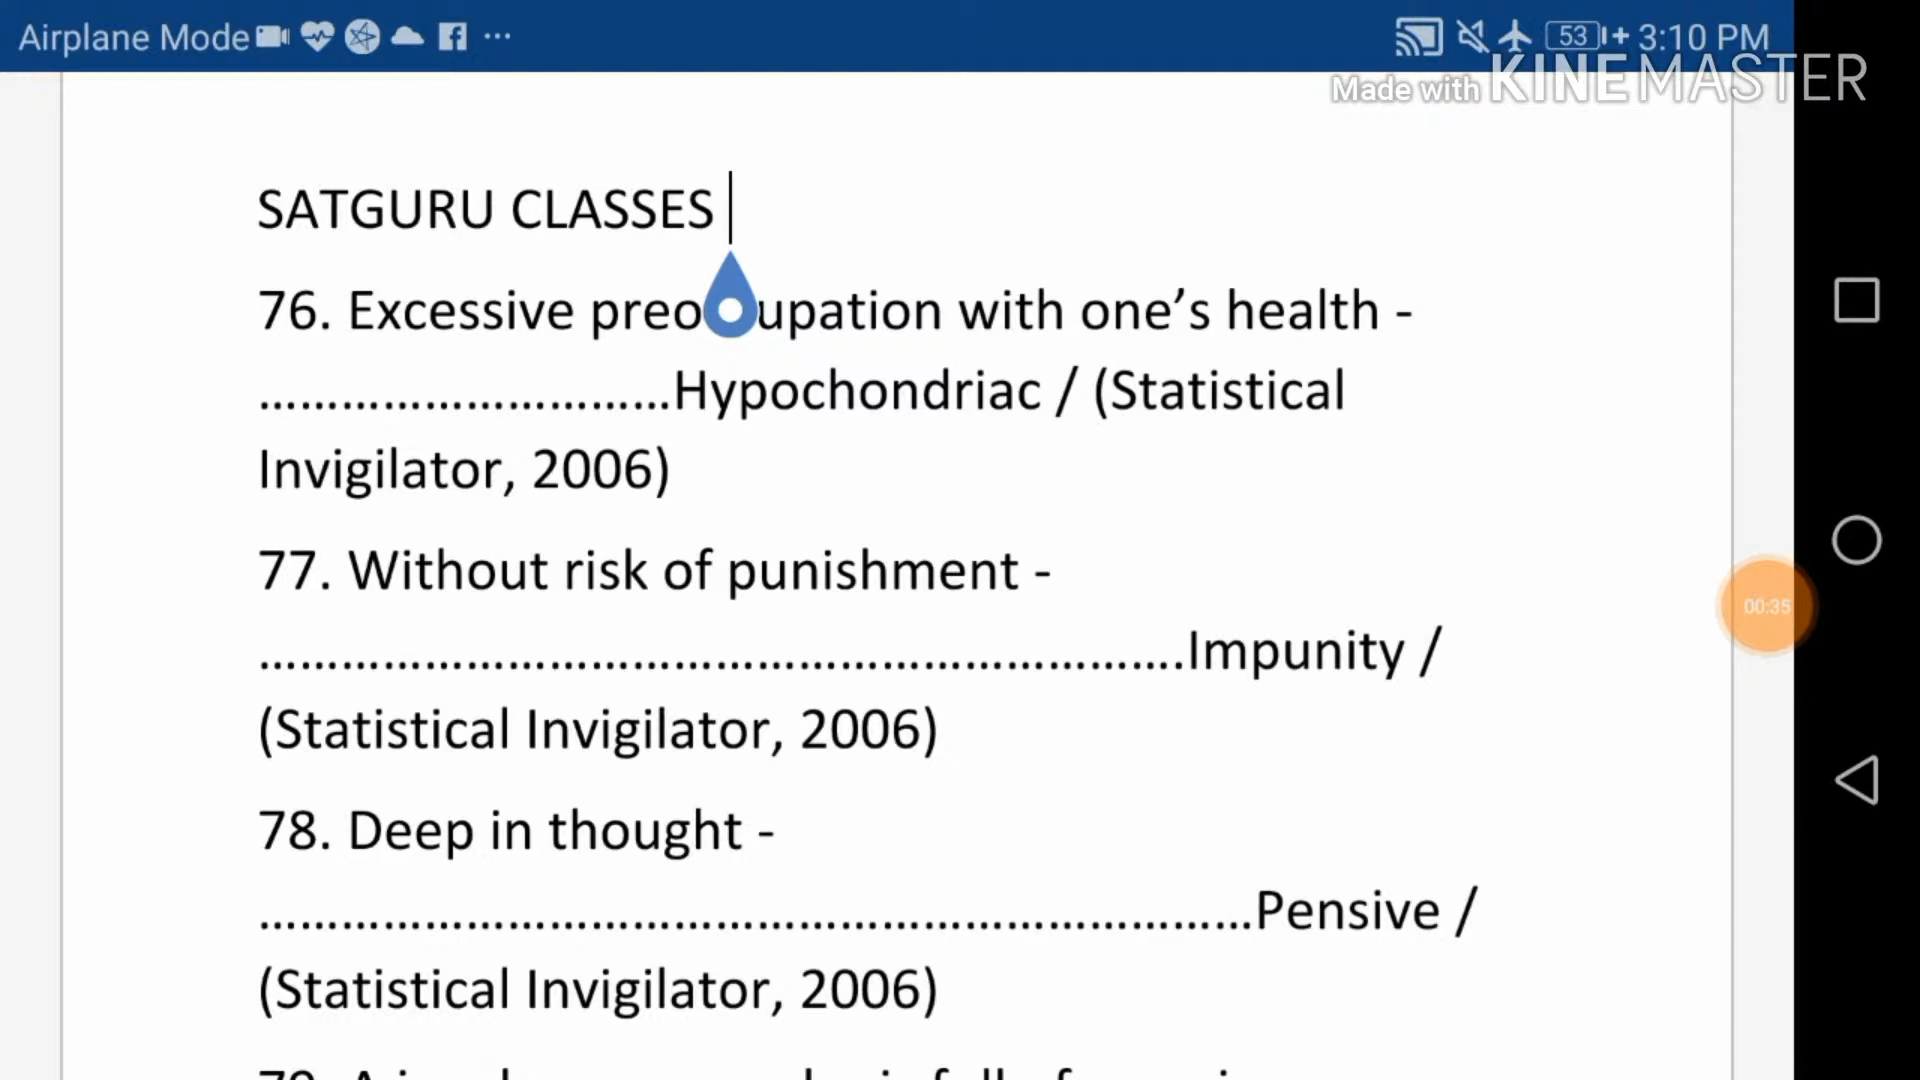 Airplane Mode ... 53 3:10 PM
Made with KINEMASTER
SATGURU CLASSES
76. Excessive preoccupation with one’s health -
..............................Hypochondriac / (Statistical
Invigilator, 2006)
77. Without risk of punishment -
...................................................................Impunity /
(Statistical Invigilator, 2006)
00:35
78. Deep in thought -
........................................................................Pensive /
(Statistical Invigilator, 2006)